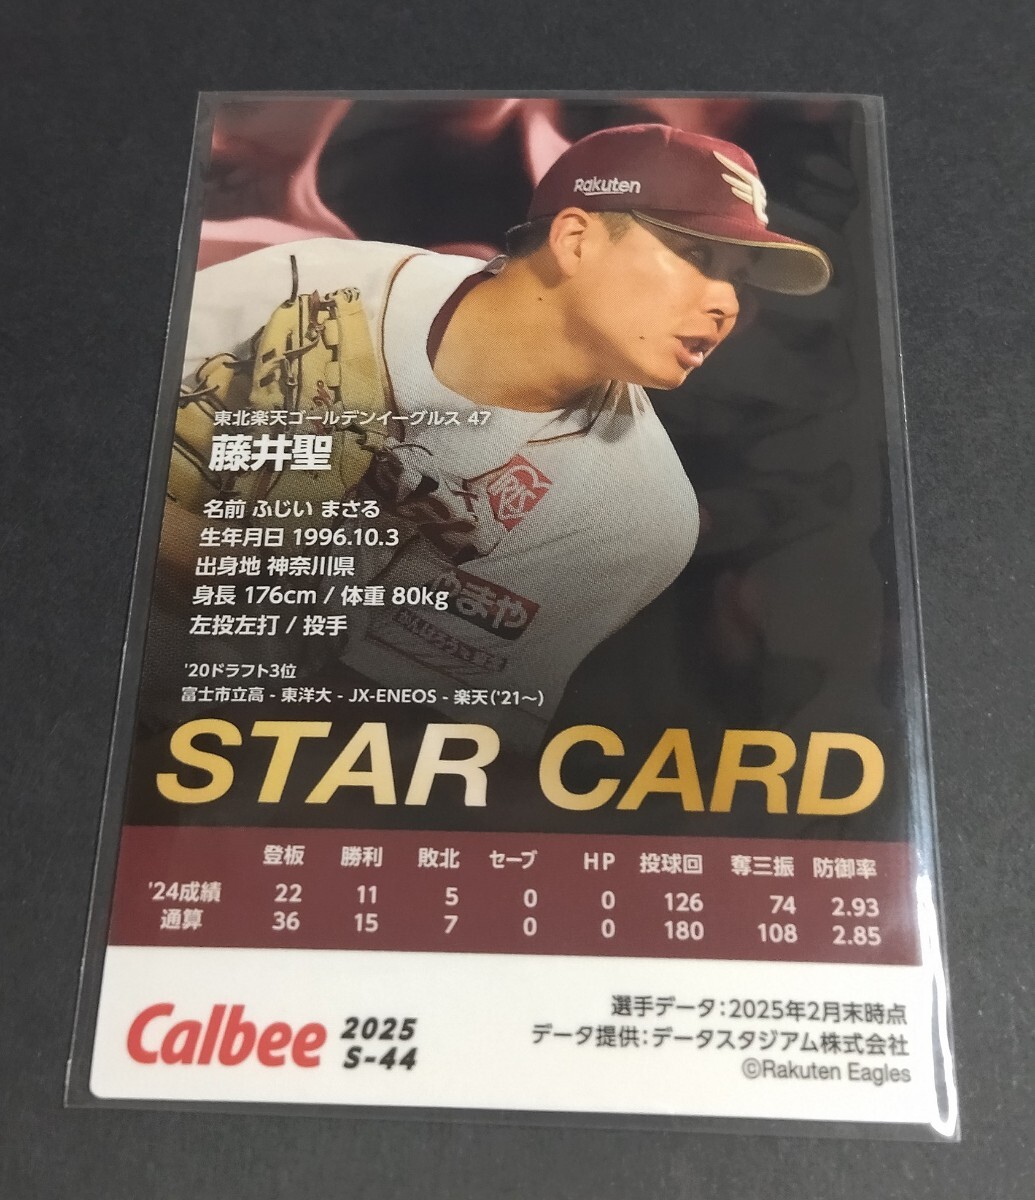 Rakuten
東北楽天ゴールデンイーグルス 47
藤井聖
名前 ふじい まさる
生年月日 1996.10.3
出身地 神奈川県
身長 176cm / 体重 80kg
やまや
左投左打 / 投手
'20ドラフト3位
富士市立高 - 東洋大 - JX-ENEOS - 楽天('21～)
STAR CARD
登板 勝利 敗北 セーブ HP 投球回 奪三振 防御率
'24成績 22 11 5 0 0 126 74 2.93
通算 36 15 7 0 0 180 108 2.85
Calbee 2025
S-44
選手データ：2025年2月末時点
データ提供：データスタジアム株式会社
©Rakuten Eagles